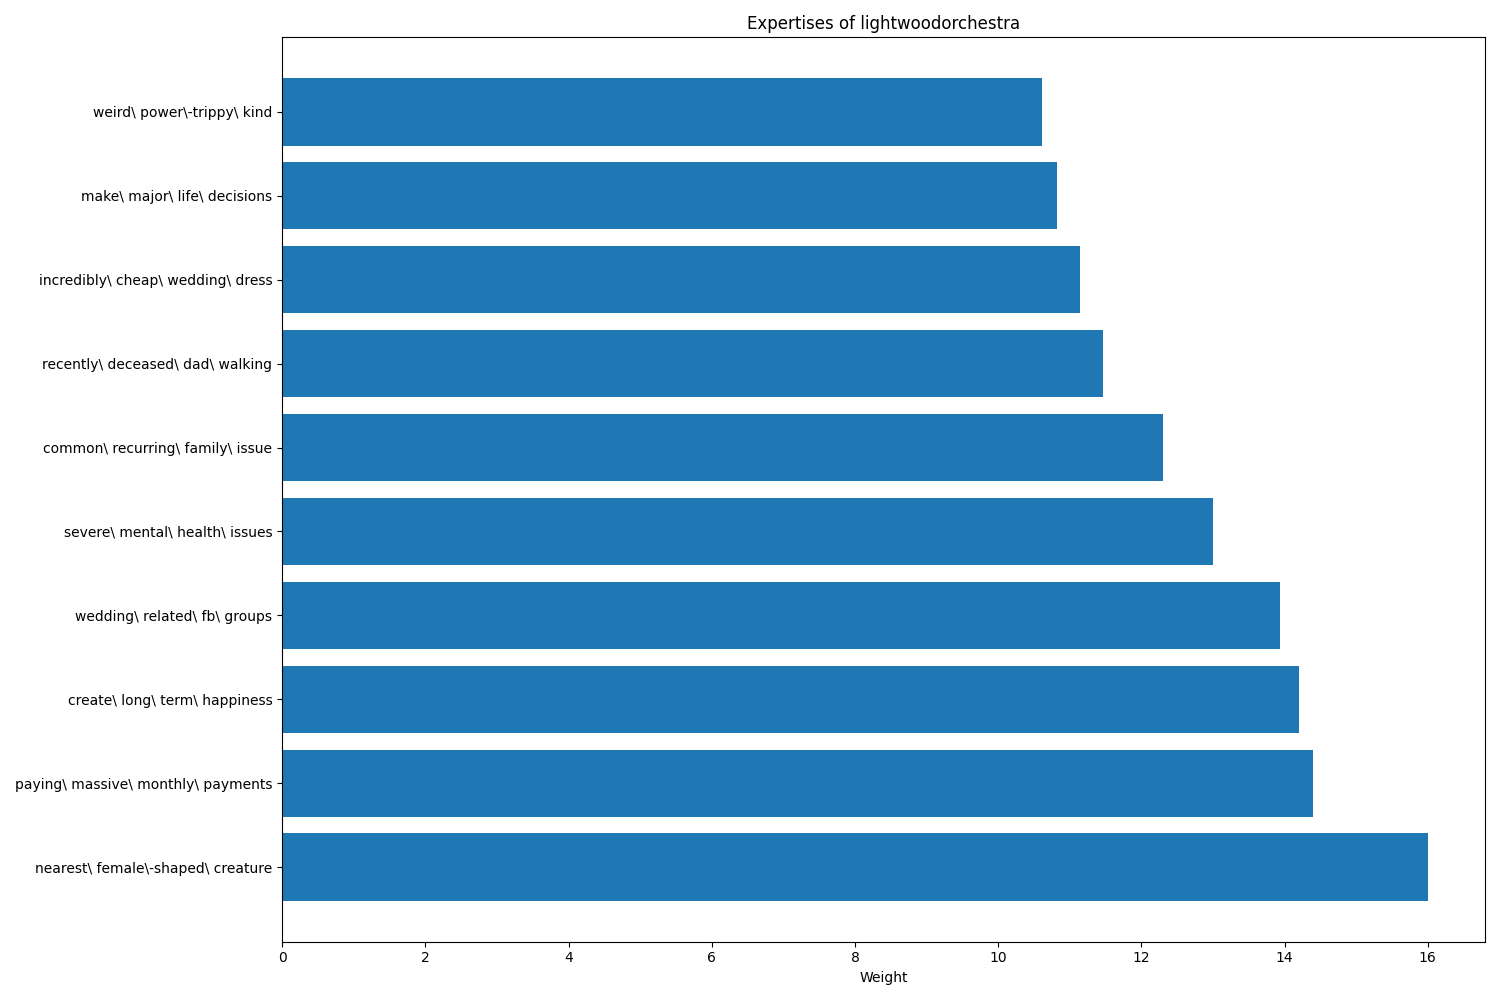 Expertises of lightwoodorchestra
weird\ power\-trippy\ kind
make\ major\ life\ decisions
incredibly\ cheap\ wedding\ dress
recently\ deceased\ dad\ walking
common\ recurring\ family\ issue
severe\ mental\ health\ issues
wedding\ related\ fb\ groups
create\ long\ term\ happiness
paying\ massive\ monthly\ payments
nearest\ female\-shaped\ creature
0 2 4 6 8 10 12 14 16
Weight